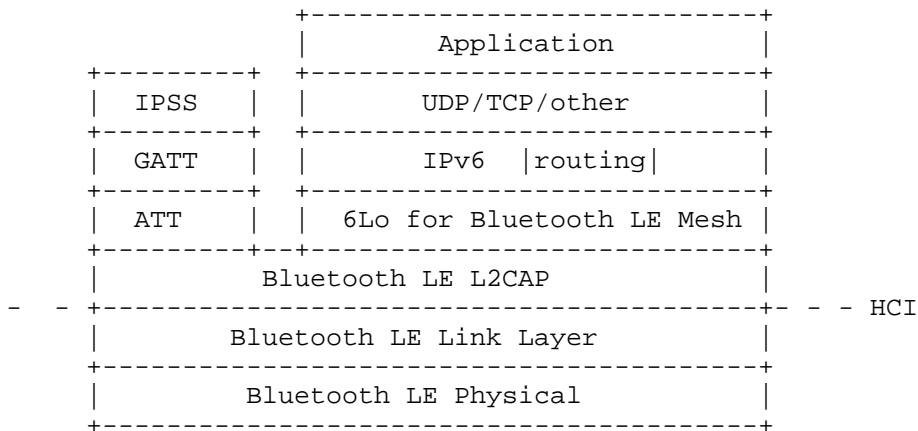 Application
IPSS UDP/TCP/other
GATT IPv6 |routing|
ATT 6Lo for Bluetooth LE Mesh
Bluetooth LE L2CAP
- - HCI
Bluetooth LE Link Layer
Bluetooth LE Physical